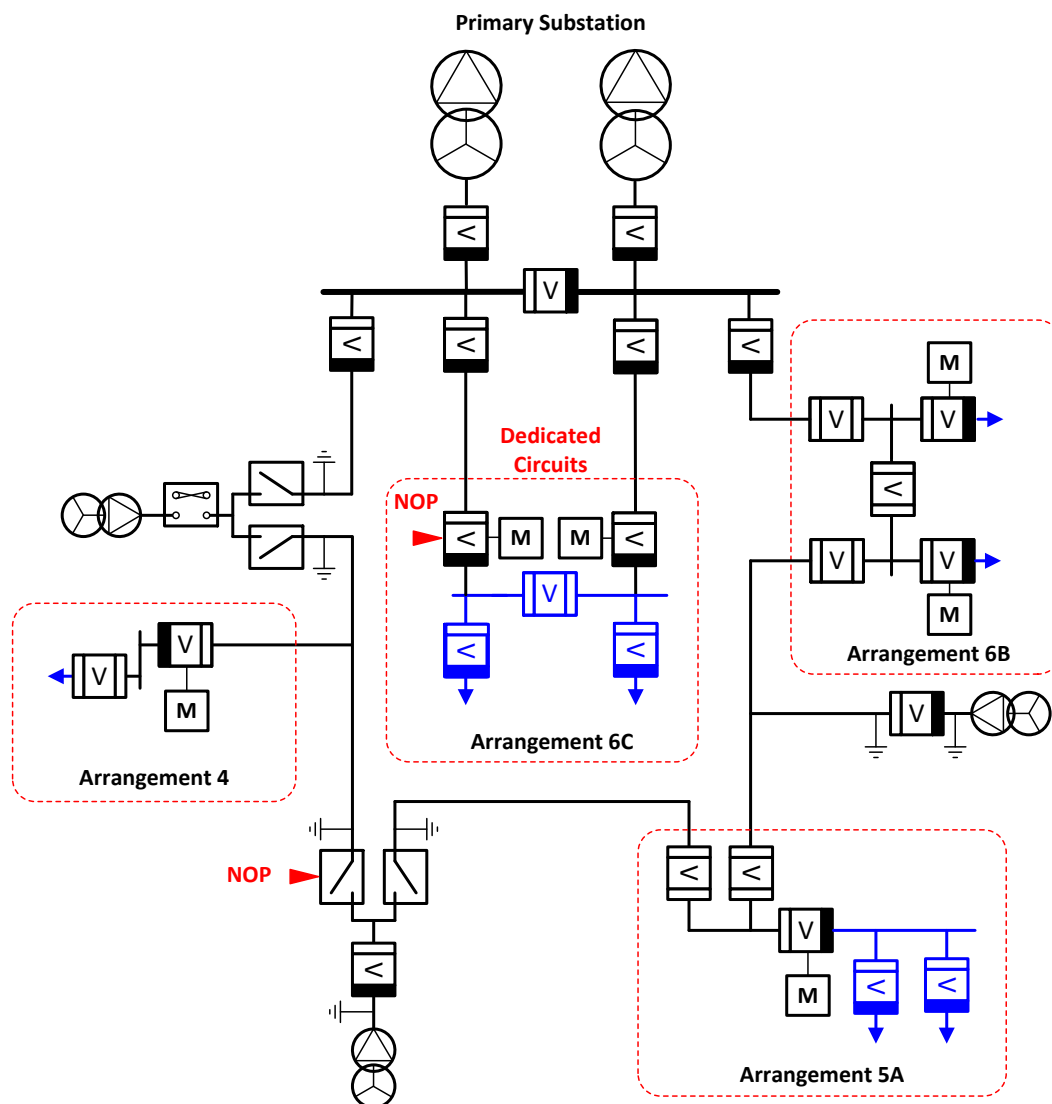 Primary Substation
V
V
V
V
V
V
V
M
V
V
Dedicated
Circuits
NOP
V
V
M
M
V
V
V
M
V
Arrangement 6B
V
V
M
V
V
V
Arrangement 6C
Arrangement 4
NOP
V
V
V
V
M
V
V
Arrangement 5A